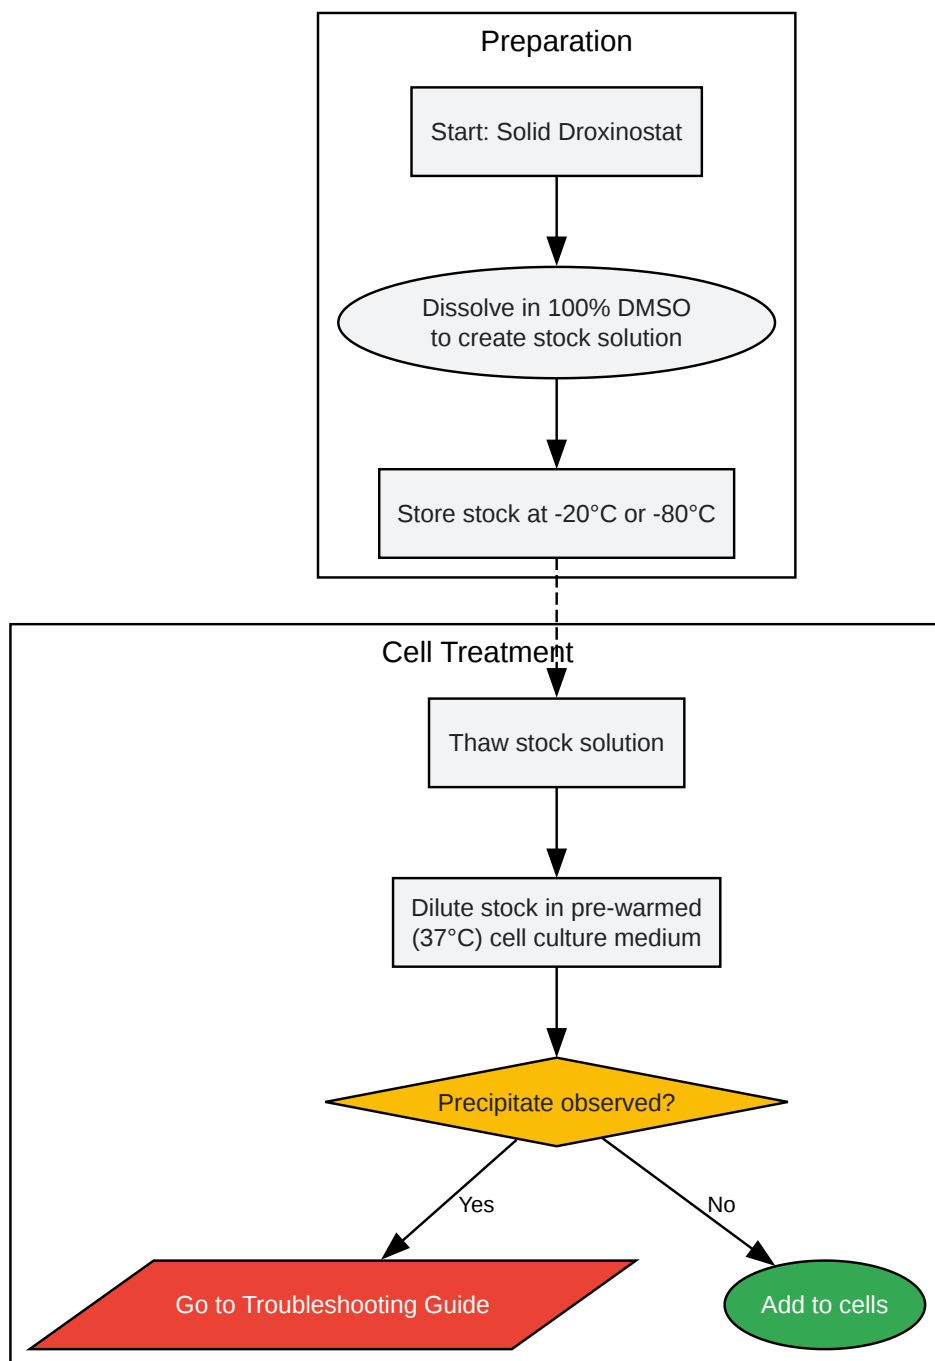 Preparation
Start: Solid Droxinostat
Dissolve in 100% DMSO
to create stock solution
Store stock at -20°C or -80°C
Cell Treatment
Thaw stock solution
Dilute stock in pre-warmed
(37°C) cell culture medium
Precipitate observed?
Yes
No
Go to Troubleshooting Guide
Add to cells